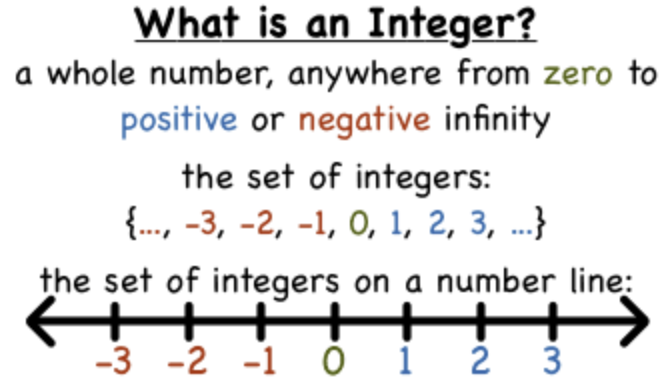 What is an Integer?
a whole number, anywhere from zero to
positive or negative infinity
the set of integers:
{..., -3, -2, -1, 0, 1, 2, 3, ...}
the set of integers on a number line:
-3 -2 -1 0 1 2 3